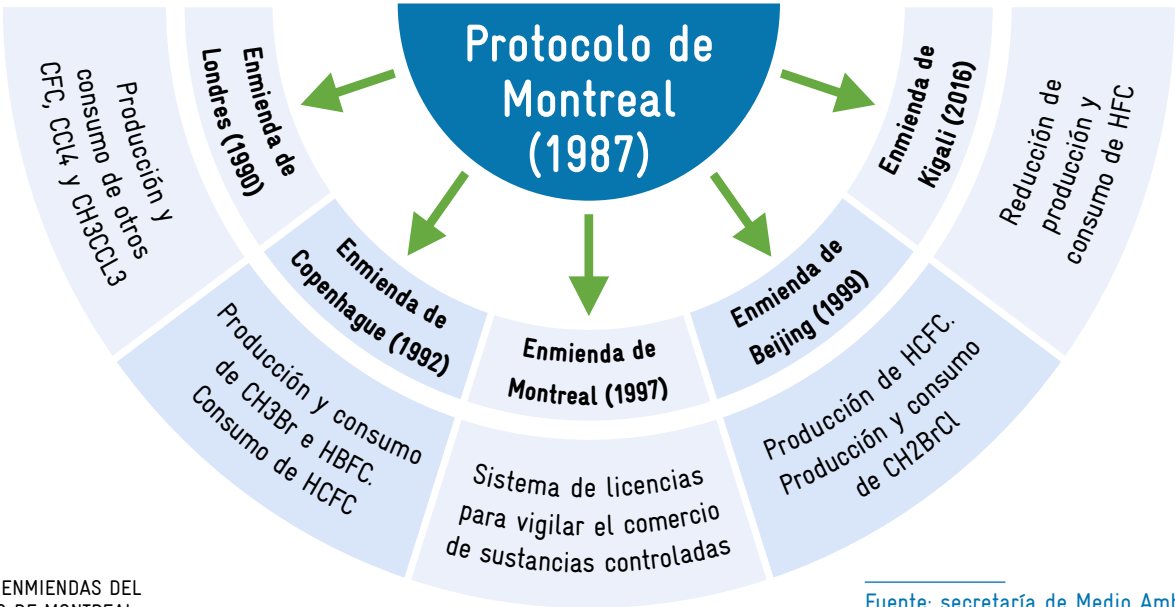 Protocolo de
Montreal
(1987)
Enmienda de
Londres (1990)
Producción y
consumo de otros
CFC, CCl4 y CH3CCL3
Enmienda de
Copenhague (1992)
Producción y consumo
de CH3Br e HBFC.
Consumo de HCFC
Enmienda de
Montreal (1997)
Sistema de licencias
para vigilar el comercio
de sustancias controladas
Enmienda de
Beijing (1999)
Producción de HCFC.
Producción y consumo
de CH2BrCl
Enmienda de
Kigali (2016)
Reducción de
producción y
consumo de HFC
ENMIENDAS DEL
DE MONTREAL
Fuente: secretaría de Medio Amb